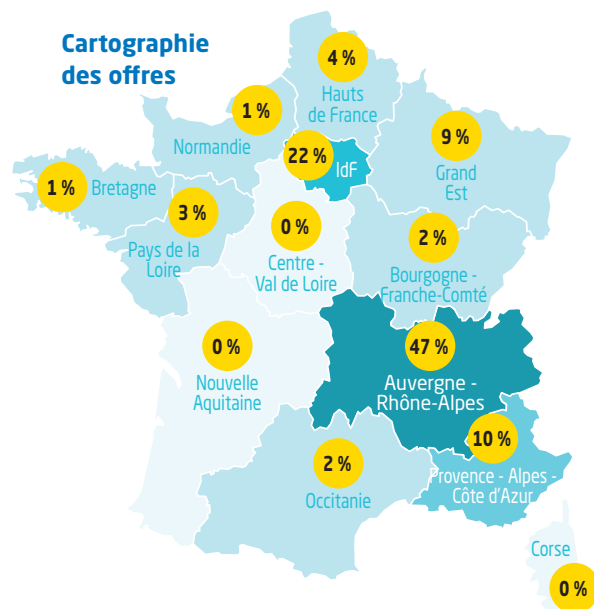 Cartographie
des offres
4 %
Hauts
de France
1 %
Normandie
22 %
IdF
9 %
Grand
Est
1 %
Bretagne
3 %
Pays de la
Loire
0 %
Centre -
Val de Loire
2 %
Bourgogne -
Franche-Comté
0 %
Nouvelle
Aquitaine
47 %
Auvergne -
Rhône-Alpes
10 %
Provence - Alpes -
Côte d'Azur
2 %
Occitanie
Corse
0 %